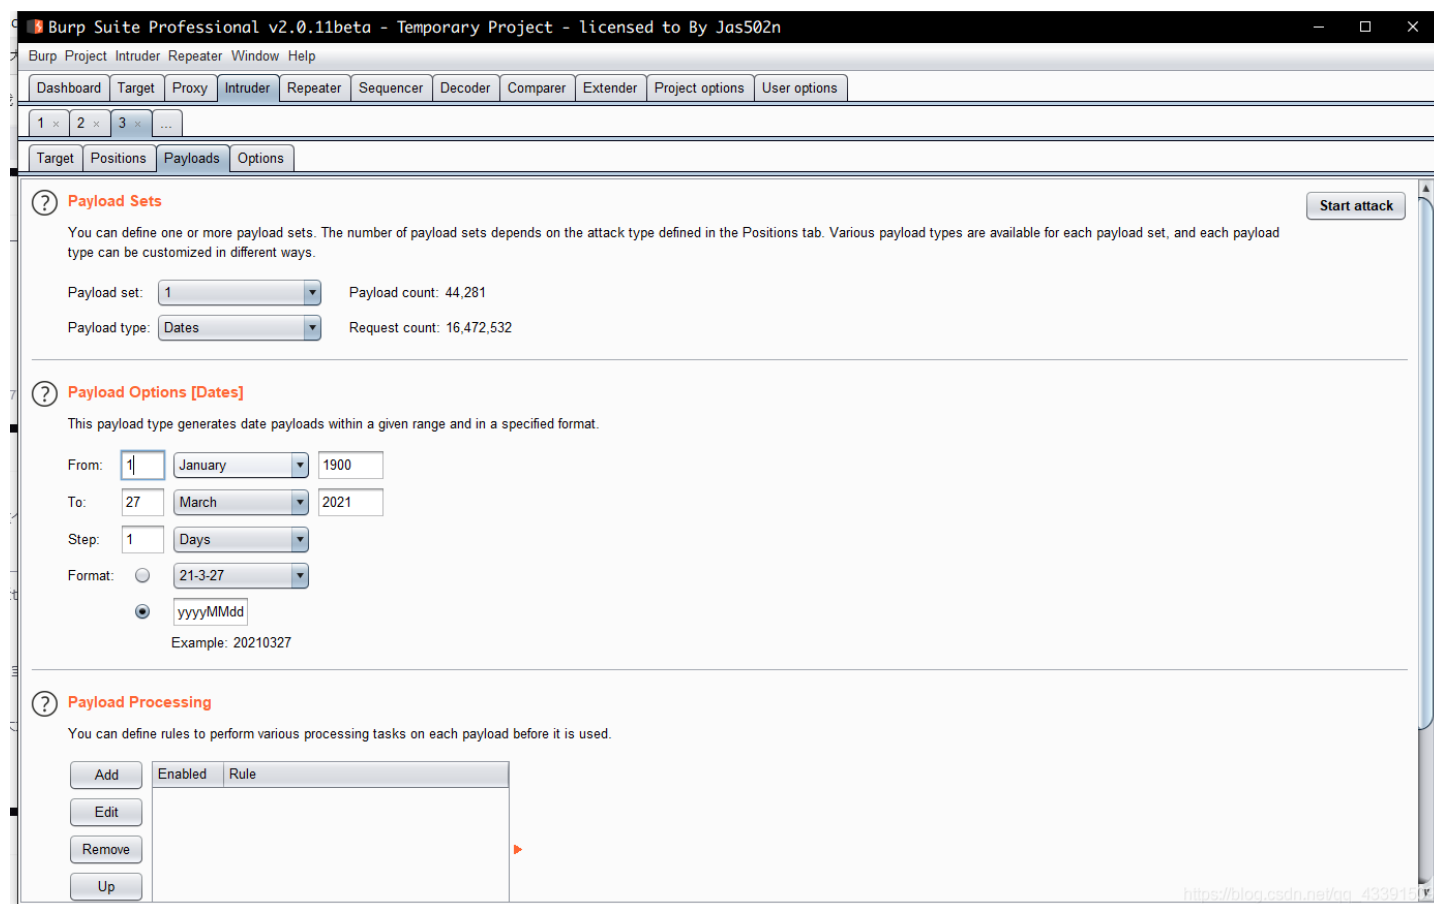 Burp Suite Professional v2.0.11beta - Temporary Project - licensed to By Jas502n
Burp Project Intruder Repeater Window Help
Dashboard Target Proxy Intruder Repeater Sequencer Decoder Comparer Extender Project options User options
1 × 2 × 3 × ...
Target Positions Payloads Options
? Payload Sets
Start attack
You can define one or more payload sets. The number of payload sets depends on the attack type defined in the Positions tab. Various payload types are available for each payload set, and each payload
type can be customized in different ways.
Payload set: 1 Payload count: 44,281
Payload type: Dates Request count: 16,472,532
? Payload Options [Dates]
This payload type generates date payloads within a given range and in a specified format.
From: 1 January 1900
To: 27 March 2021
Step: 1 Days
Format: 21-3-27
yyyyMMdd
Example: 20210327
? Payload Processing
You can define rules to perform various processing tasks on each payload before it is used.
Add Enabled Rule
Edit
Remove
Up